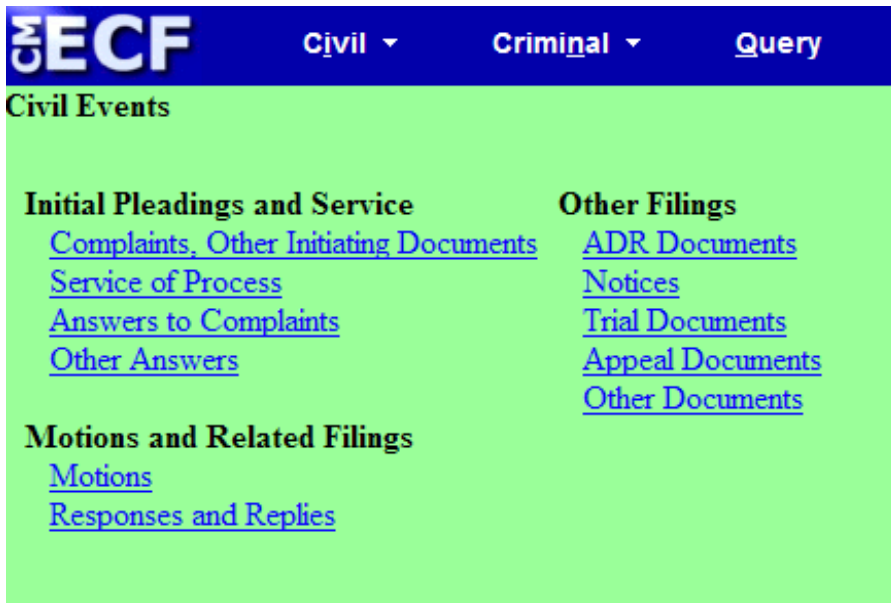 CM ECF Civil Criminal Query
Civil Events
Initial Pleadings and Service
Complaints, Other Initiating Documents
Service of Process
Answers to Complaints
Other Answers
Motions and Related Filings
Motions
Responses and Replies
Other Filings
ADR Documents
Notices
Trial Documents
Appeal Documents
Other Documents